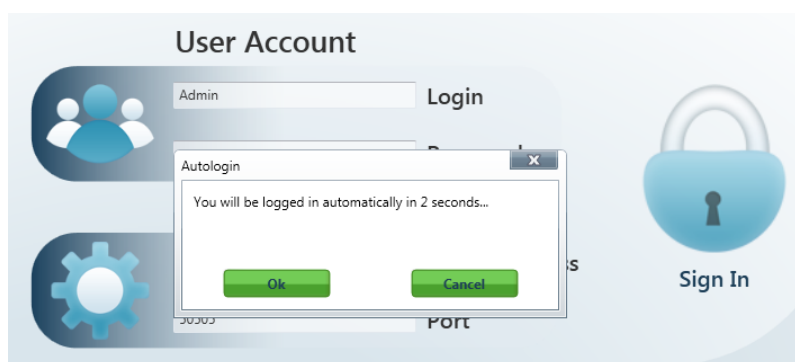 User Account
Admin Login
Autologin
You will be logged in automatically in 2 seconds...
Ok Cancel
Sign In
Port